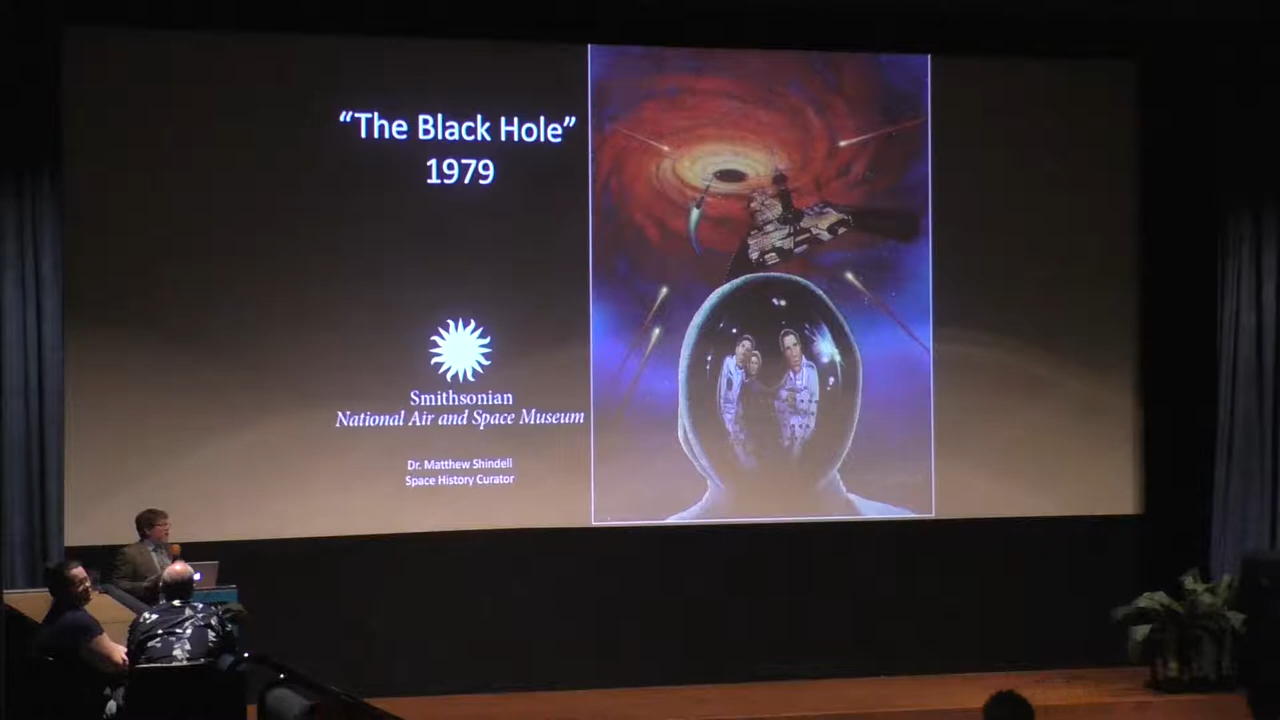 “The Black Hole”
1979
Smithsonian
National Air and Space Museum
Dr. Matthew Shindell
Space History Curator